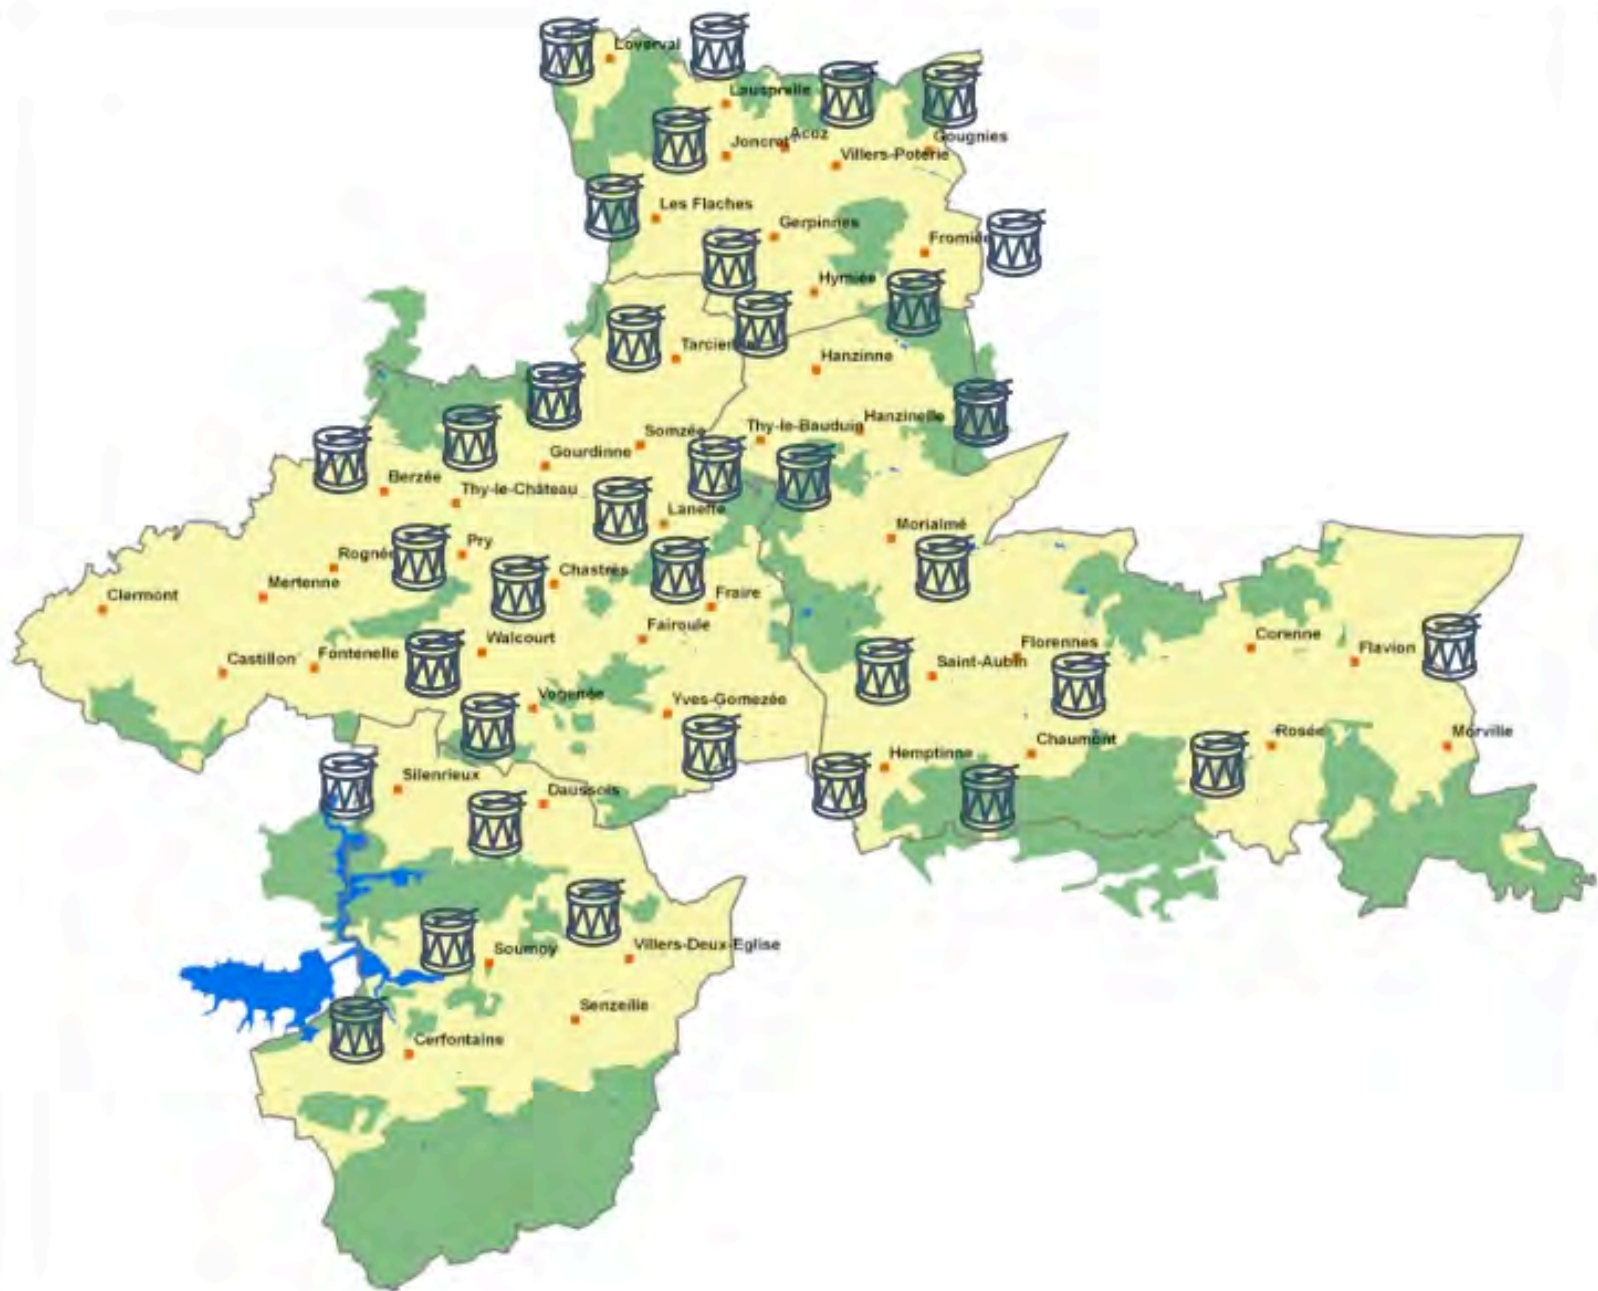 Loverval
Lausprelle
Acoz
Joncret
Gougnies
Villers-Poterie
Les Flaches
Gerpinnes
Fromiée
Hymiée
Tarcienne
Hanzinne
Hanzinelle
Thy-le-Bauduin
Somzée
Gourdinne
Berzée
Thy-le-Château
Laneffe
Morialmé
Pry
Rognée
Chastrès
Mertenne
Clermont
Fraire
Fairoule
Walcourt
Corenne
Florennes
Flavion
Fontenelle
Castillon
Saint-Aubin
Vogenée
Yves-Gomezée
Rosée
Morville
Chaumont
Hemptinne
Silenrieux
Daussois
Villers-Deux-Eglise
Soumoy
Senzeille
Cerfontaine